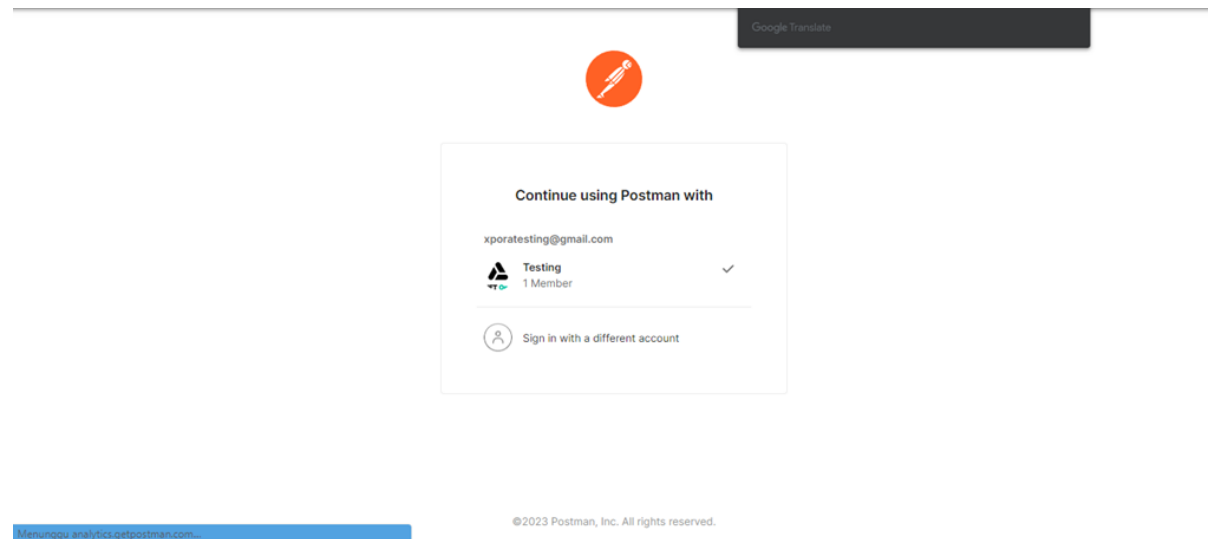 Google Translate
Continue using Postman with
xporatesting@gmail.com
Testing
1 Member
Sign in with a different account
©2023 Postman, Inc. All rights reserved.
Menunggu analytics.getpostman.com...